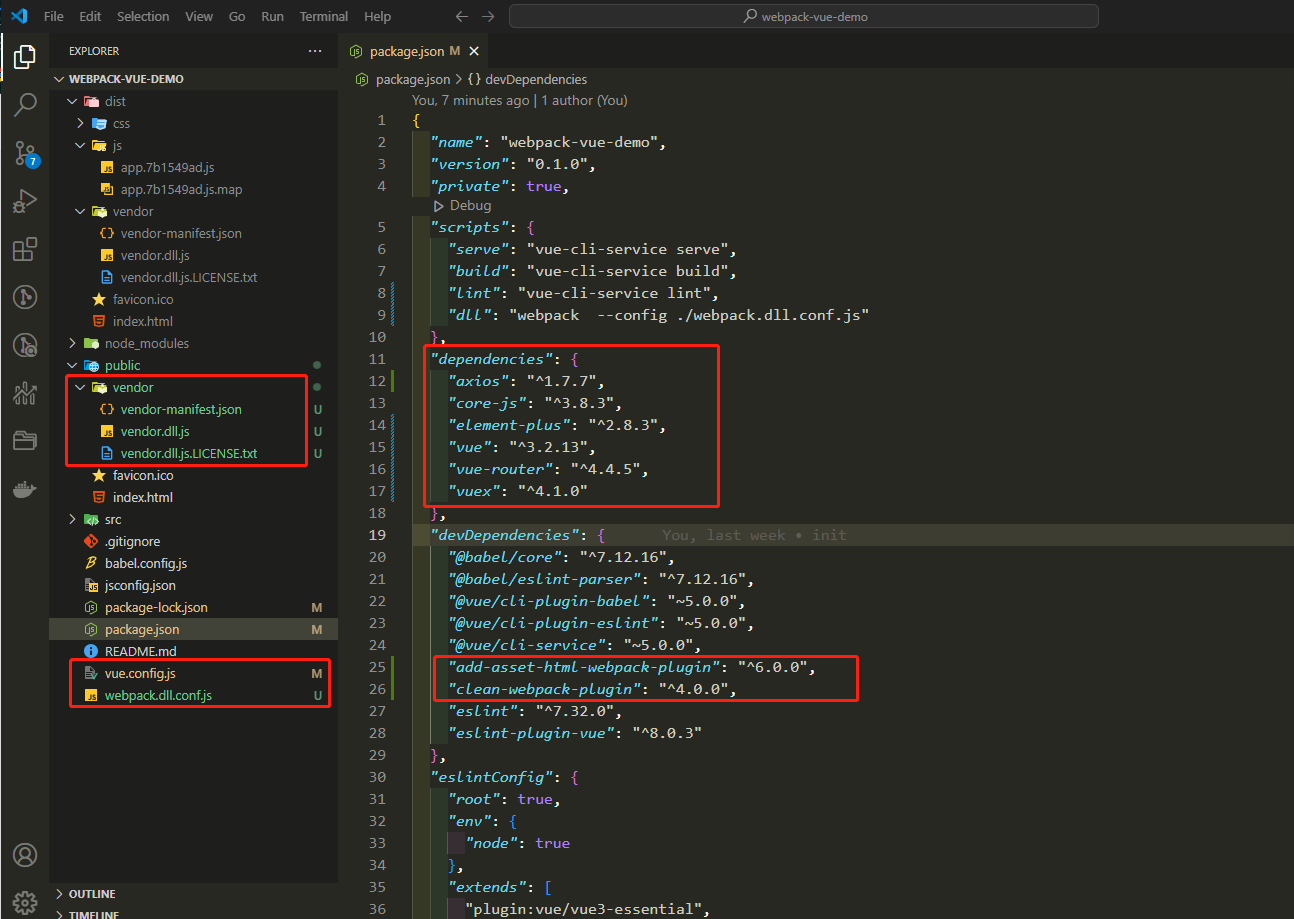 File Edit Selection View Go Run Terminal Help
webpack-vue-demo
EXPLORER
WEBPACK-VUE-DEMO
dist
css
js
app.7b1549ad.js
app.7b1549ad.js.map
vendor
vendor-manifest.json
vendor.dll.js
vendor.dll.js.LICENSE.txt
favicon.ico
index.html
node_modules
public
vendor
vendor-manifest.json U
vendor.dll.js U
vendor.dll.js.LICENSE.txt U
favicon.ico
index.html
src
.gitignore
babel.config.js
jsconfig.json
package-lock.json M
package.json M
README.md
vue.config.js M
webpack.dll.conf.js U
OUTLINE
TIMELINE
7
package.json M
package.json > {} devDependencies
You, 7 minutes ago | 1 author (You)
1 {
2 "name": "webpack-vue-demo",
3 "version": "0.1.0",
4 "private": true,
Debug
5 "scripts": {
6 "serve": "vue-cli-service serve",
7 "build": "vue-cli-service build",
8 "lint": "vue-cli-service lint",
9 "dll": "webpack  --config ./webpack.dll.conf.js"
10 },
11 "dependencies": {
12 "axios": "^1.7.7",
13 "core-js": "^3.8.3",
14 "element-plus": "^2.8.3",
15 "vue": "^3.2.13",
16 "vue-router": "^4.4.5",
17 "vuex": "^4.1.0"
18 },
19 "devDependencies": { You, last week • init
20 "@babel/core": "^7.12.16",
21 "@babel/eslint-parser": "^7.12.16",
22 "@vue/cli-plugin-babel": "~5.0.0",
23 "@vue/cli-plugin-eslint": "~5.0.0",
24 "@vue/cli-service": "~5.0.0",
25 "add-asset-html-webpack-plugin": "^6.0.0",
26 "clean-webpack-plugin": "^4.0.0",
27 "eslint": "^7.32.0",
28 "eslint-plugin-vue": "^8.0.3"
29 },
30 "eslintConfig": {
31 "root": true,
32 "env": {
33 "node": true
34 },
35 "extends": [
36 "plugin:vue/vue3-essential",